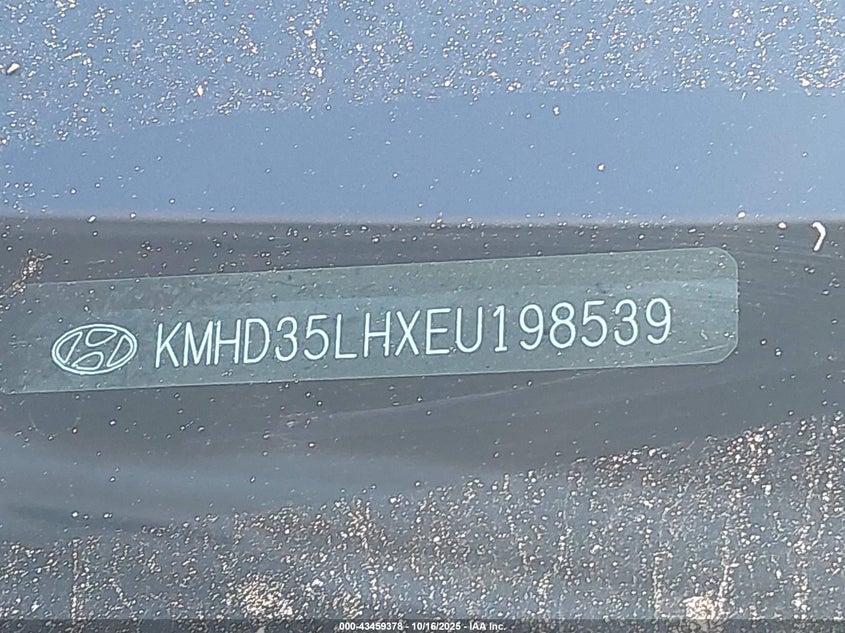 KMHD35LHXEU198539
000-43459378 - 10/16/2025 - IAA Inc.